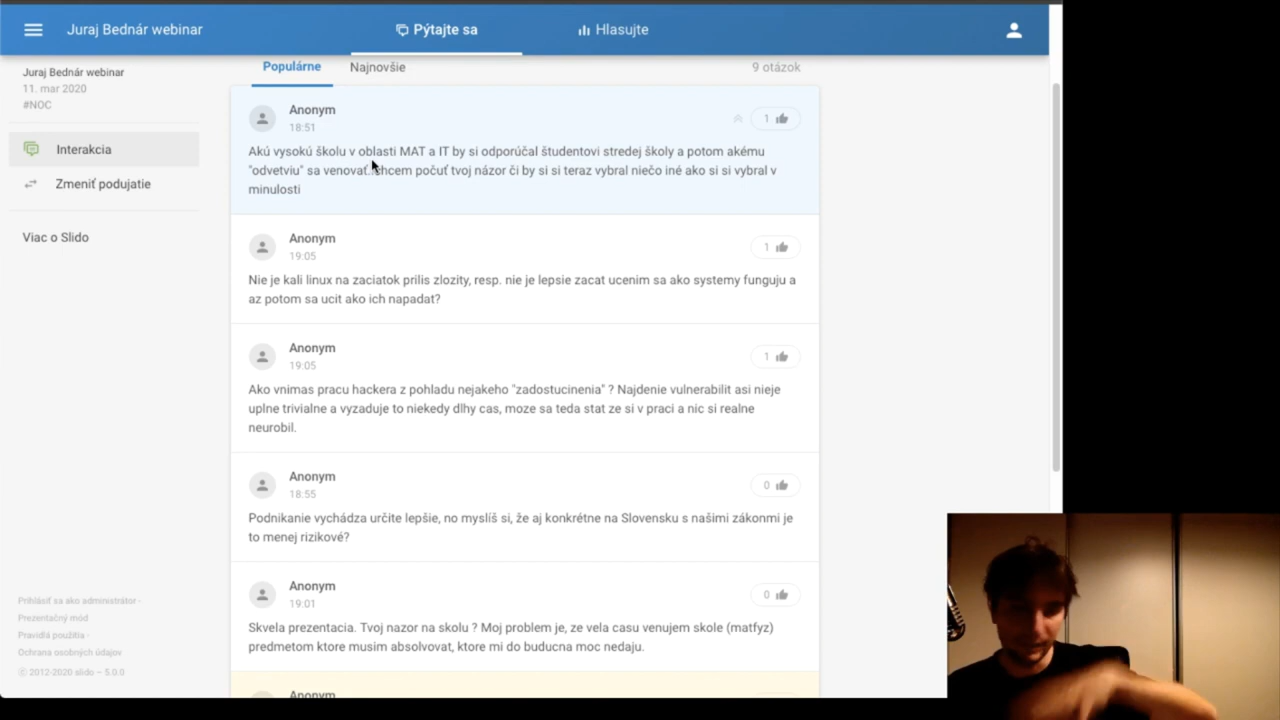 Juraj Bednár webinar
Pýtajte sa
Hlasujte
Juraj Bednár webinar
11. mar 2020
#NOC
Interakcia
Zmeniť podujatie
Viac o Slido
Prihlásiť sa ako administrátor -
Prezentačný mód
Pravidlá použitia -
Ochrana osobných údajov
© 2012-2020 slido – 5.0.0
Populárne
Najnovšie
9 otázok
Anonym
18:51
1
Akú vysokú školu v oblasti MAT a IT by si odporúčal študentovi stredej školy a potom akému
"odvetviu" sa venovať. chcem počuť tvoj názor či by si si teraz vybral niečo iné ako si si vybral v
minulosti
Anonym
19:05
1
Nie je kali linux na zaciatok prilis zlozity, resp. nie je lepsie zacat ucenim sa ako systemy funguju a
az potom sa ucit ako ich napadat?
Anonym
19:05
1
Ako vnimas pracu hackera z pohladu nejakeho "zadostucinenia" ? Najdenie vulnerabilit asi nieje
uplne trivialne a vyzaduje to niekedy dlhy cas, moze sa teda stat ze si v praci a nic si realne
neurobil.
Anonym
18:55
0
Podnikanie vychádza určite lepšie, no myslíš si, že aj konkrétne na Slovensku s našimi zákonmi je
to menej rizikové?
Anonym
19:01
0
Skvela prezentacia. Tvoj nazor na skolu ? Moj problem je, ze vela casu venujem skole (matfyz)
predmetom ktore musim absolvovat, ktore mi do buducna moc nedaju.
Anonym